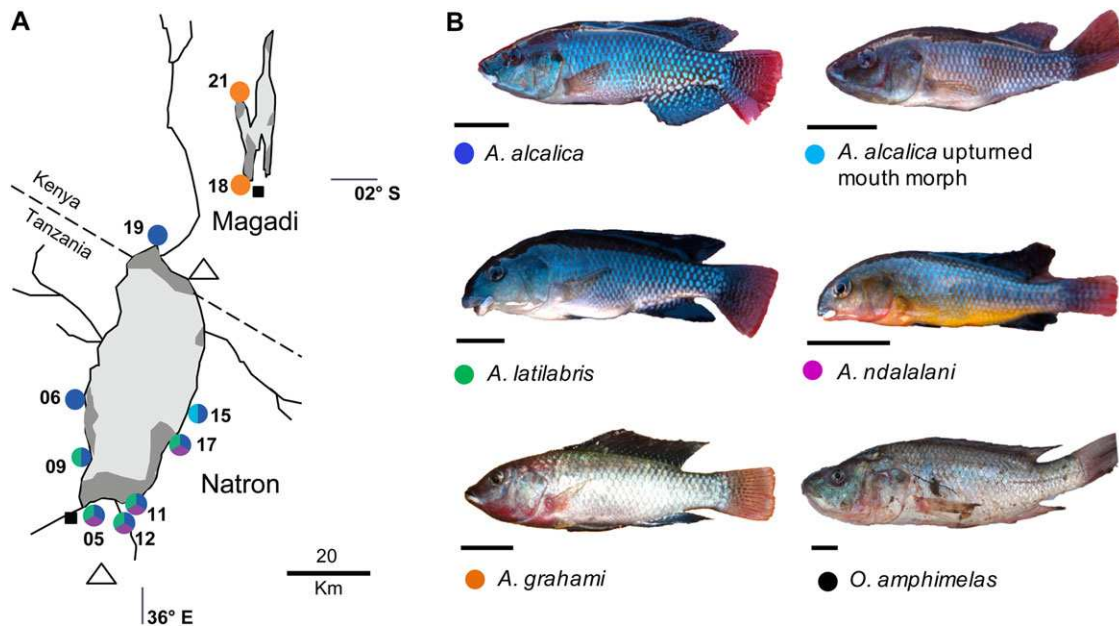 A
21
18
02° S
Magadi
Kenya
Tanzania
19
06
15
17
09
Natron
11
05
12
20
Km
36° E
B
A. alcalica
A. alcalica upturned
mouth morph
A. latilabris
A. ndalalani
A. grahami
O. amphimelas